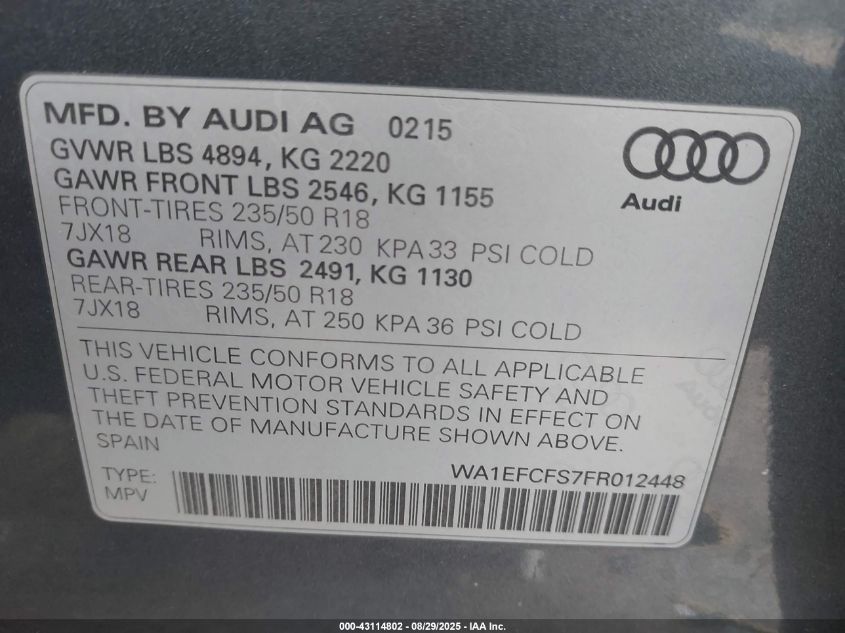 MFD. BY AUDI AG 0215
GVWR LBS 4894, KG 2220
GAWR FRONT LBS 2546, KG 1155
FRONT-TIRES 235/50 R18
7JX18 RIMS, AT 230 KPA 33 PSI COLD
GAWR REAR LBS 2491, KG 1130
REAR-TIRES 235/50 R18
7JX18 RIMS, AT 250 KPA 36 PSI COLD
Audi
THIS VEHICLE CONFORMS TO ALL APPLICABLE
U.S. FEDERAL MOTOR VEHICLE SAFETY AND
THEFT PREVENTION STANDARDS IN EFFECT ON
THE DATE OF MANUFACTURE SHOWN ABOVE.
SPAIN
WA1EFCFS7FR012448
TYPE:
MPV
Audi
000-43114802 - 08/29/2025 - IAA Inc.